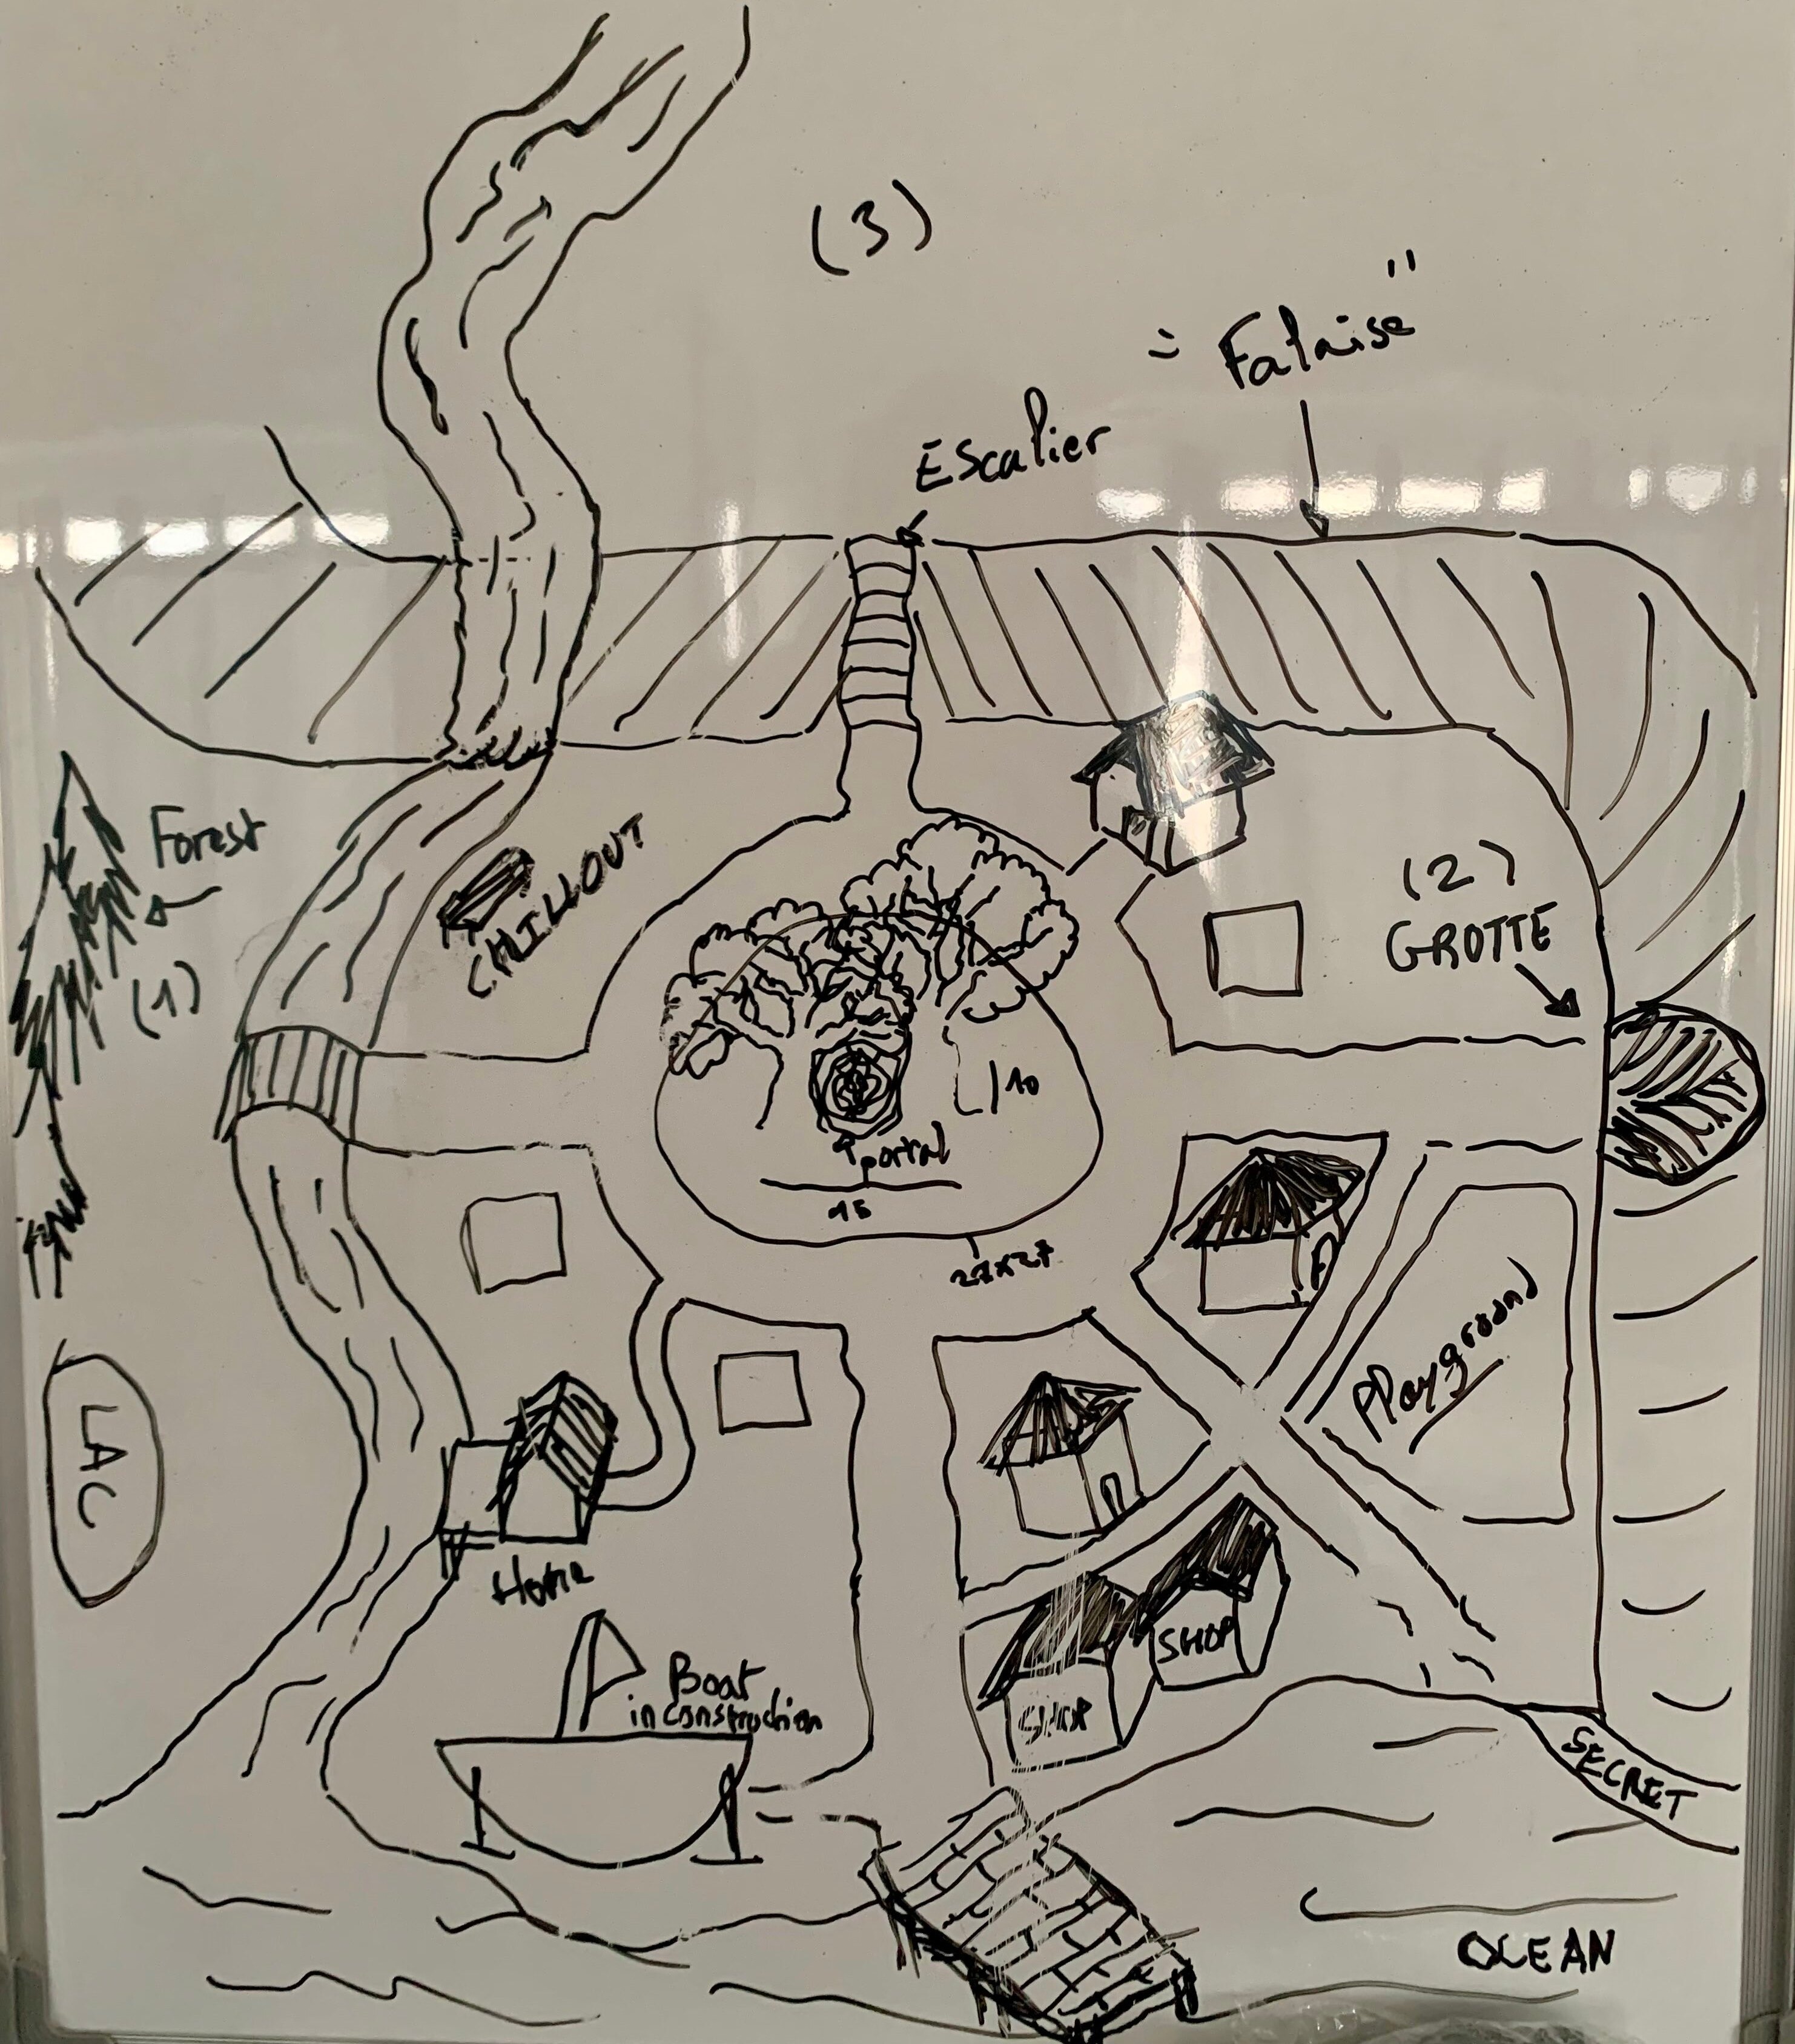 (3)
"Falaise"
Escalier
Forest
(1)
CHILLOUT
(2)
GROTTE
10
portal
15
27x27
Playground
LAC
Home
Boat
in construction
SHOP
SHOP
SECRET
OCEAN